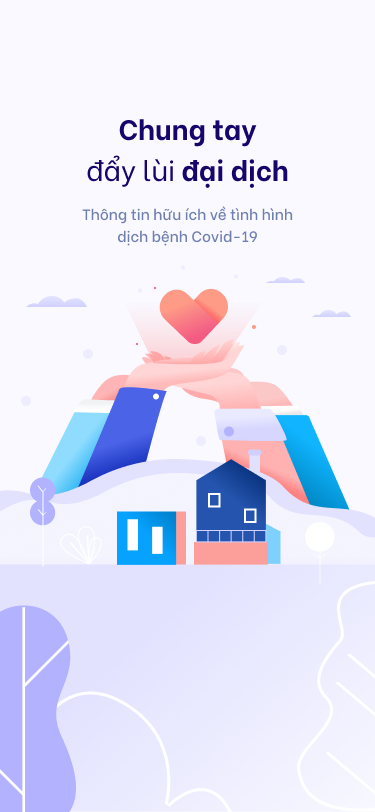 Chung tay
đẩy lùi đại dịch
Thông tin hữu ích về tình hình
dịch bệnh Covid-19